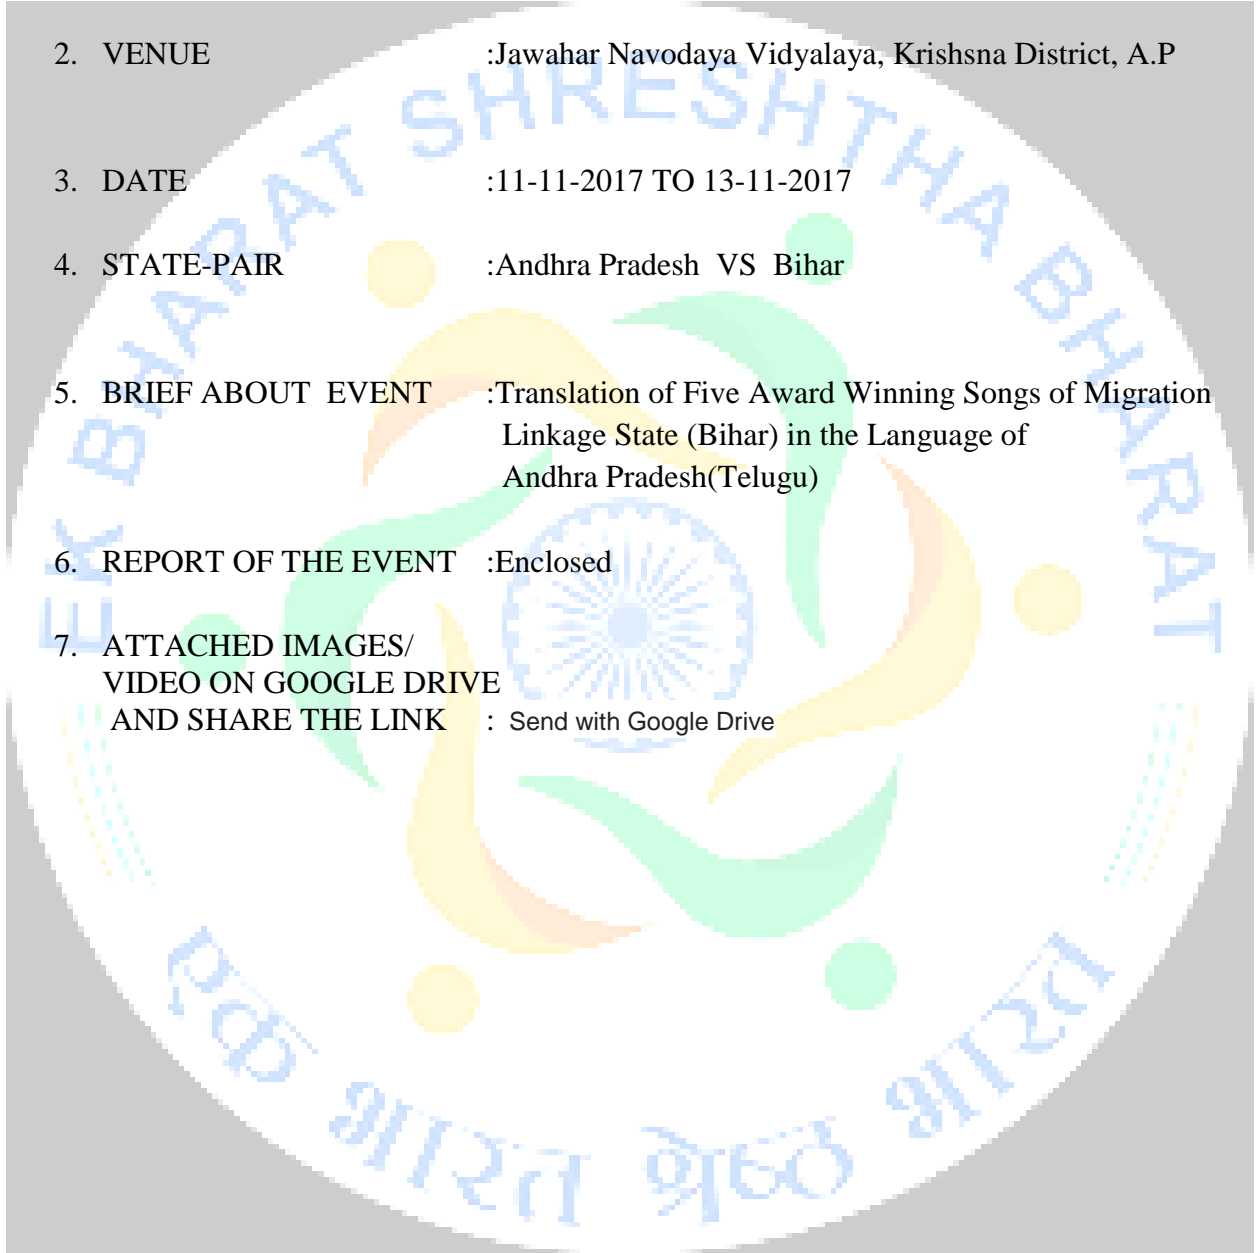 2. VENUE :Jawahar Navodaya Vidyalaya, Krishsna District, A.P
3. DATE :11-11-2017 TO 13-11-2017
4. STATE-PAIR :Andhra Pradesh VS Bihar
5. BRIEF ABOUT EVENT :Translation of Five Award Winning Songs of Migration
Linkage State (Bihar) in the Language of
Andhra Pradesh(Telugu)
6. REPORT OF THE EVENT :Enclosed
7. ATTACHED IMAGES/
VIDEO ON GOOGLE DRIVE
AND SHARE THE LINK : Send with Google Drive
EK BHARAT SHRESHTHA BHARAT
एक भारत श्रेष्ठ भारत